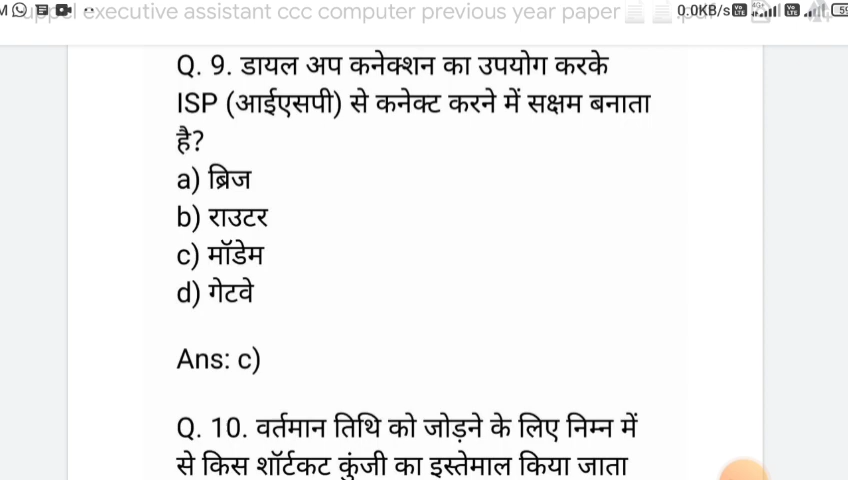 executive assistant ccc computer previous year paper
0.0KB/s
Q. 9. डायल अप कनेक्शन का उपयोग करके
ISP (आईएसपी) से कनेक्ट करने में सक्षम बनाता
है?
a) ब्रिज
b) राउटर
c) मॉडेम
d) गेटवे
Ans: c)
Q. 10. वर्तमान तिथि को जोड़ने के लिए निम्न में
से किस शॉर्टकट कुंजी का इस्तेमाल किया जाता